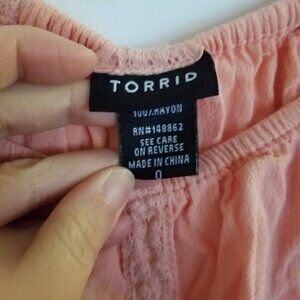 TORRID
100% RAYON
RN#148862
SEE CARE
ON REVERSE
MADE IN CHINA
0